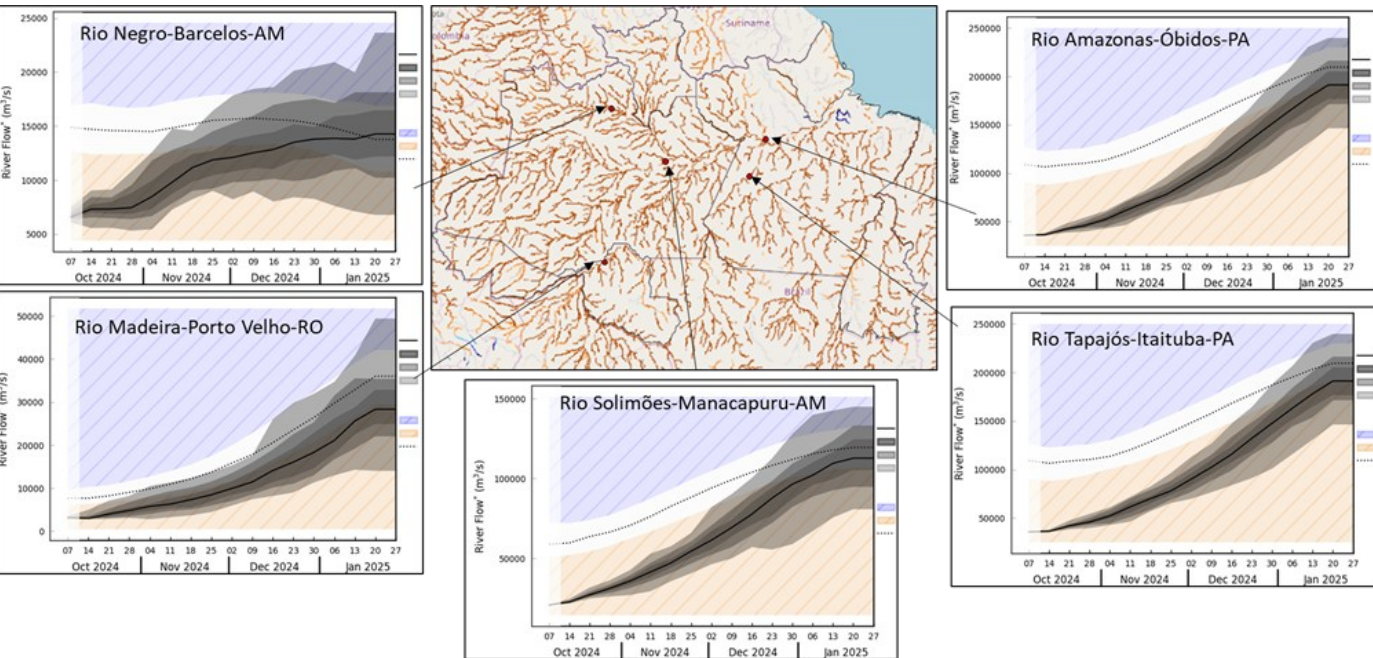 Rio Negro-Barcelos-AM
River Flow* (m³/s)
25000
20000
15000
10000
5000
07 14 21 28 04 11 18 25 02 09 16 23 30 06 13 20 27
Oct 2024 Nov 2024 Dec 2024 Jan 2025
Rio Madeira-Porto Velho-RO
River Flow* (m³/s)
50000
40000
30000
20000
10000
0
07 14 21 28 04 11 18 25 02 09 16 23 30 06 13 20 27
Oct 2024 Nov 2024 Dec 2024 Jan 2025
Suriname
olombia
Brazil
Rio Solimões-Manacapuru-AM
River Flow* (m³/s)
150000
100000
50000
07 14 21 28 04 11 18 25 02 09 16 23 30 06 13 20 27
Oct 2024 Nov 2024 Dec 2024 Jan 2025
Rio Amazonas-Óbidos-PA
River Flow* (m³/s)
250000
200000
150000
100000
50000
07 14 21 28 04 11 18 25 02 09 16 23 30 06 13 20 27
Oct 2024 Nov 2024 Dec 2024 Jan 2025
Rio Tapajós-Itaituba-PA
River Flow* (m³/s)
250000
200000
150000
100000
50000
07 14 21 28 04 11 18 25 02 09 16 23 30 06 13 20 27
Oct 2024 Nov 2024 Dec 2024 Jan 2025